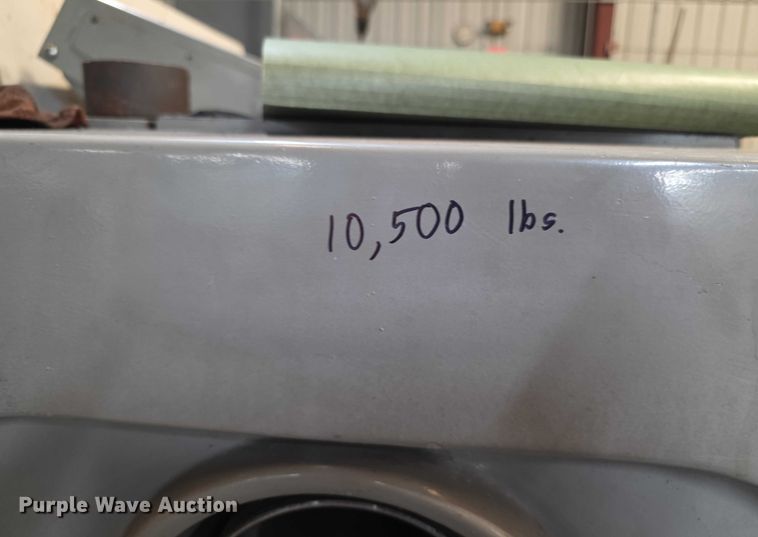 10,500 lbs.
Purple Wave Auction